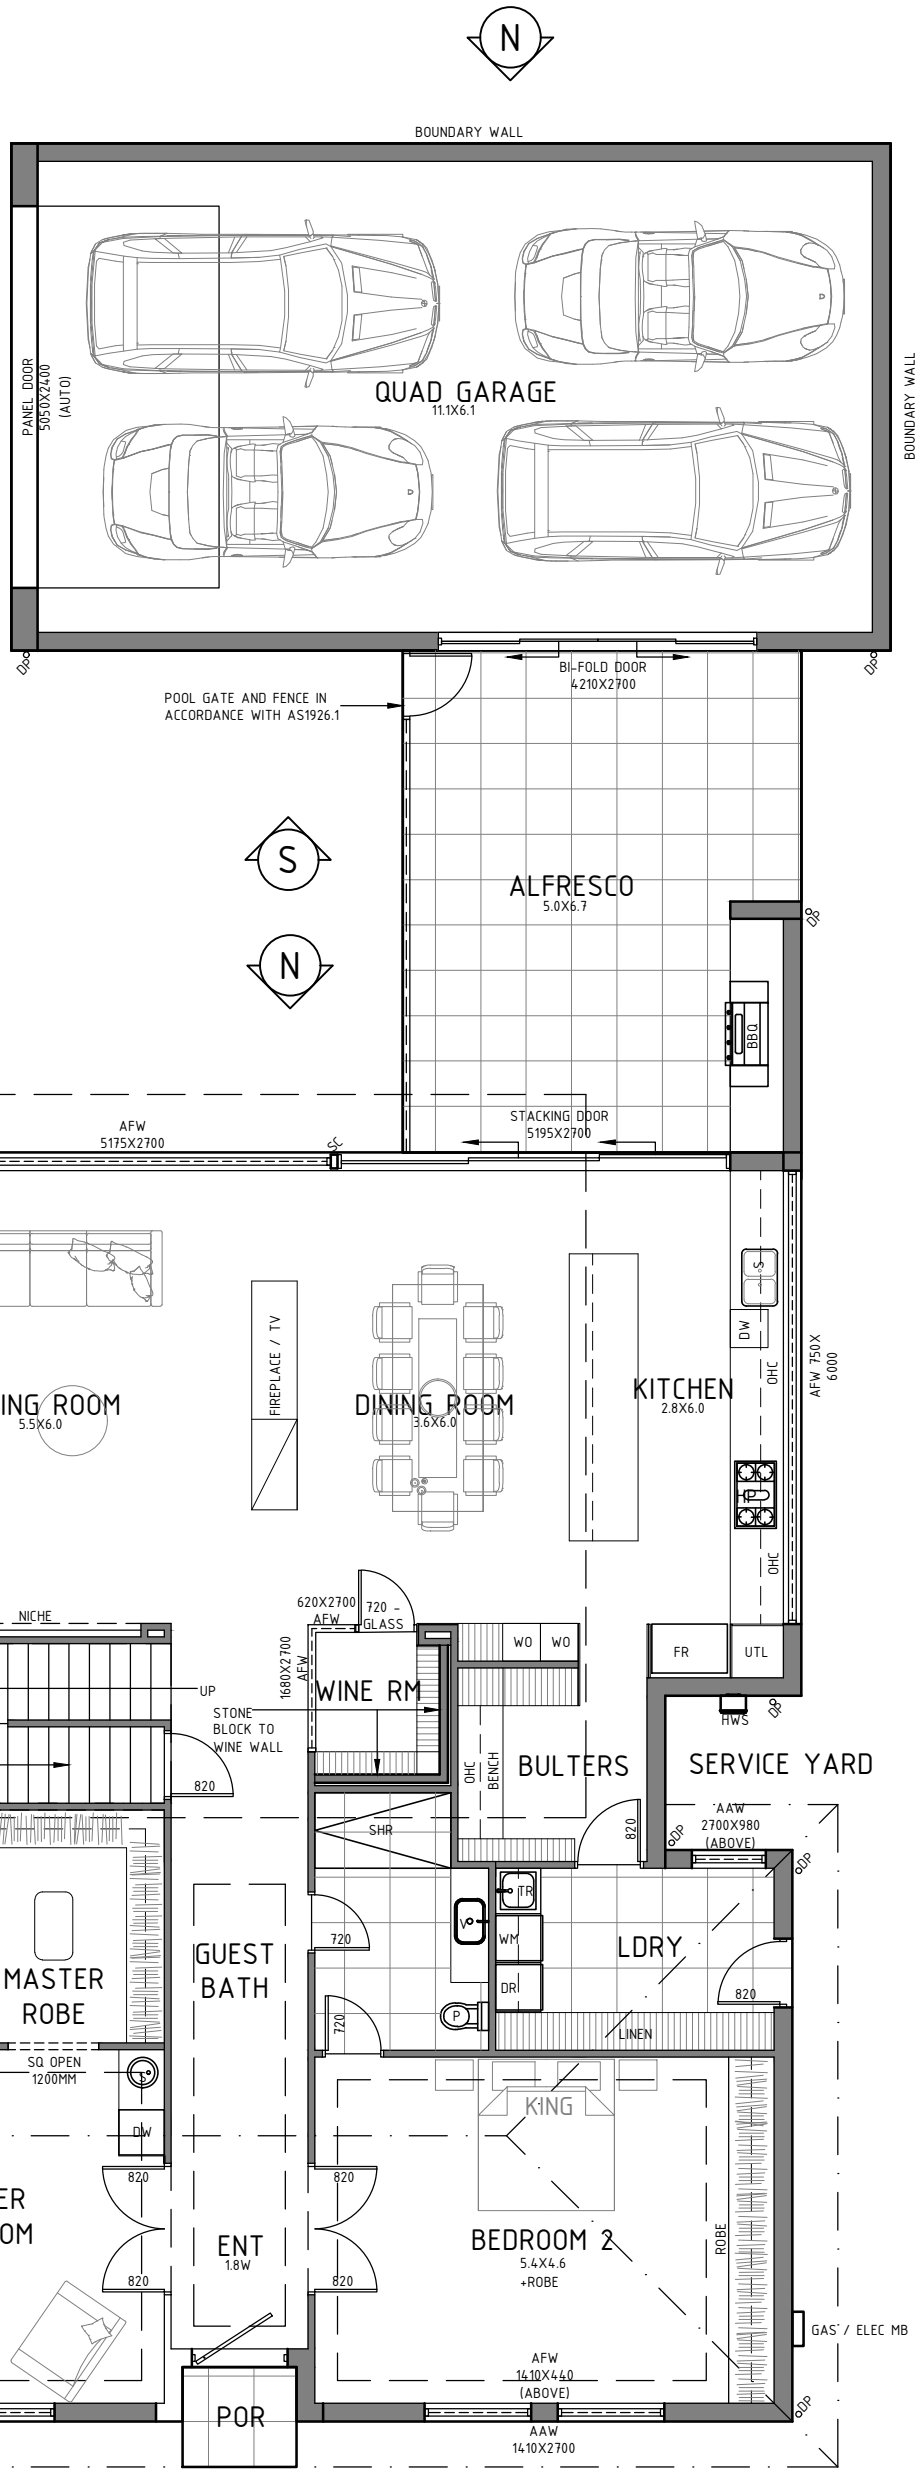 N
BOUNDARY WALL
PANEL DOOR
5050X2400
(AUTO)
QUAD GARAGE
11.1X6.1
BOUNDARY WALL
DP
DP
BI-FOLD DOOR
4210X2700
POOL GATE AND FENCE IN
ACCORDANCE WITH AS1926.1
S
N
ALFRESCO
5.0X6.7
DP
BBQ
AFW
5175X2700
SC
STACKING DOOR
5195X2700
FIREPLACE / TV
S
DW
OHC
AFW 750X
6000
ING ROOM
5.5X6.0
DINING ROOM
3.6X6.0
KITCHEN
2.8X6.0
HP
OHC
NICHE
620X2700
AFW
720 -
GLASS
1680X2700
AFW
WO
WO
FR
UTL
UP
WINE RM
STONE
BLOCK TO
WINE WALL
HWS
DP
OHC
BENCH
BULTERS
SERVICE YARD
820
SHR
820
DP
AAW
2700X980
(ABOVE)
DP
TR
V
WM
DRI
720
LDRY
820
GUEST
BATH
MASTER
ROBE
P
720
LINEN
SQ OPEN
1200MM
S
DW
KING
820
820
ER
OM
ENT
1.8W
BEDROOM 2
5.4X4.6
+ROBE
ROBE
820
820
GAS / ELEC MB
AFW
1410X440
(ABOVE)
DP
POR
AAW
1410X2700